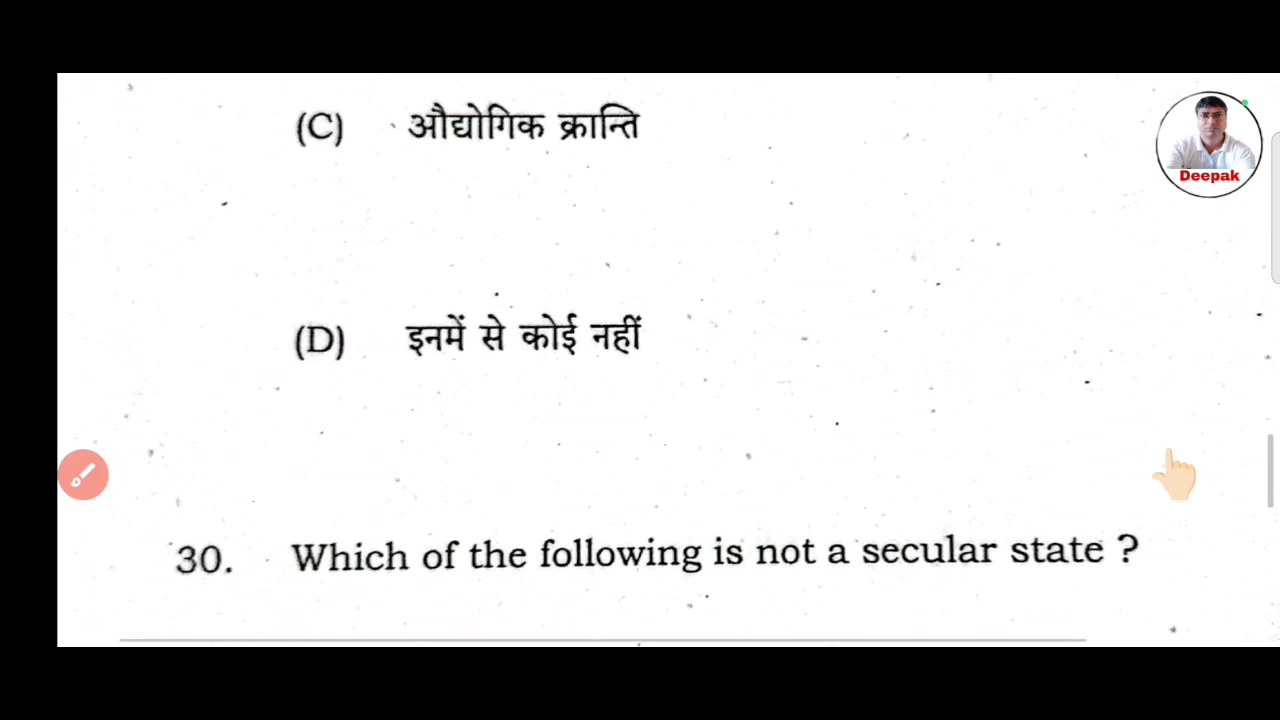 (C) औद्योगिक क्रान्ति
Deepak
(D) इनमें से कोई नहीं
30. Which of the following is not a secular state ?